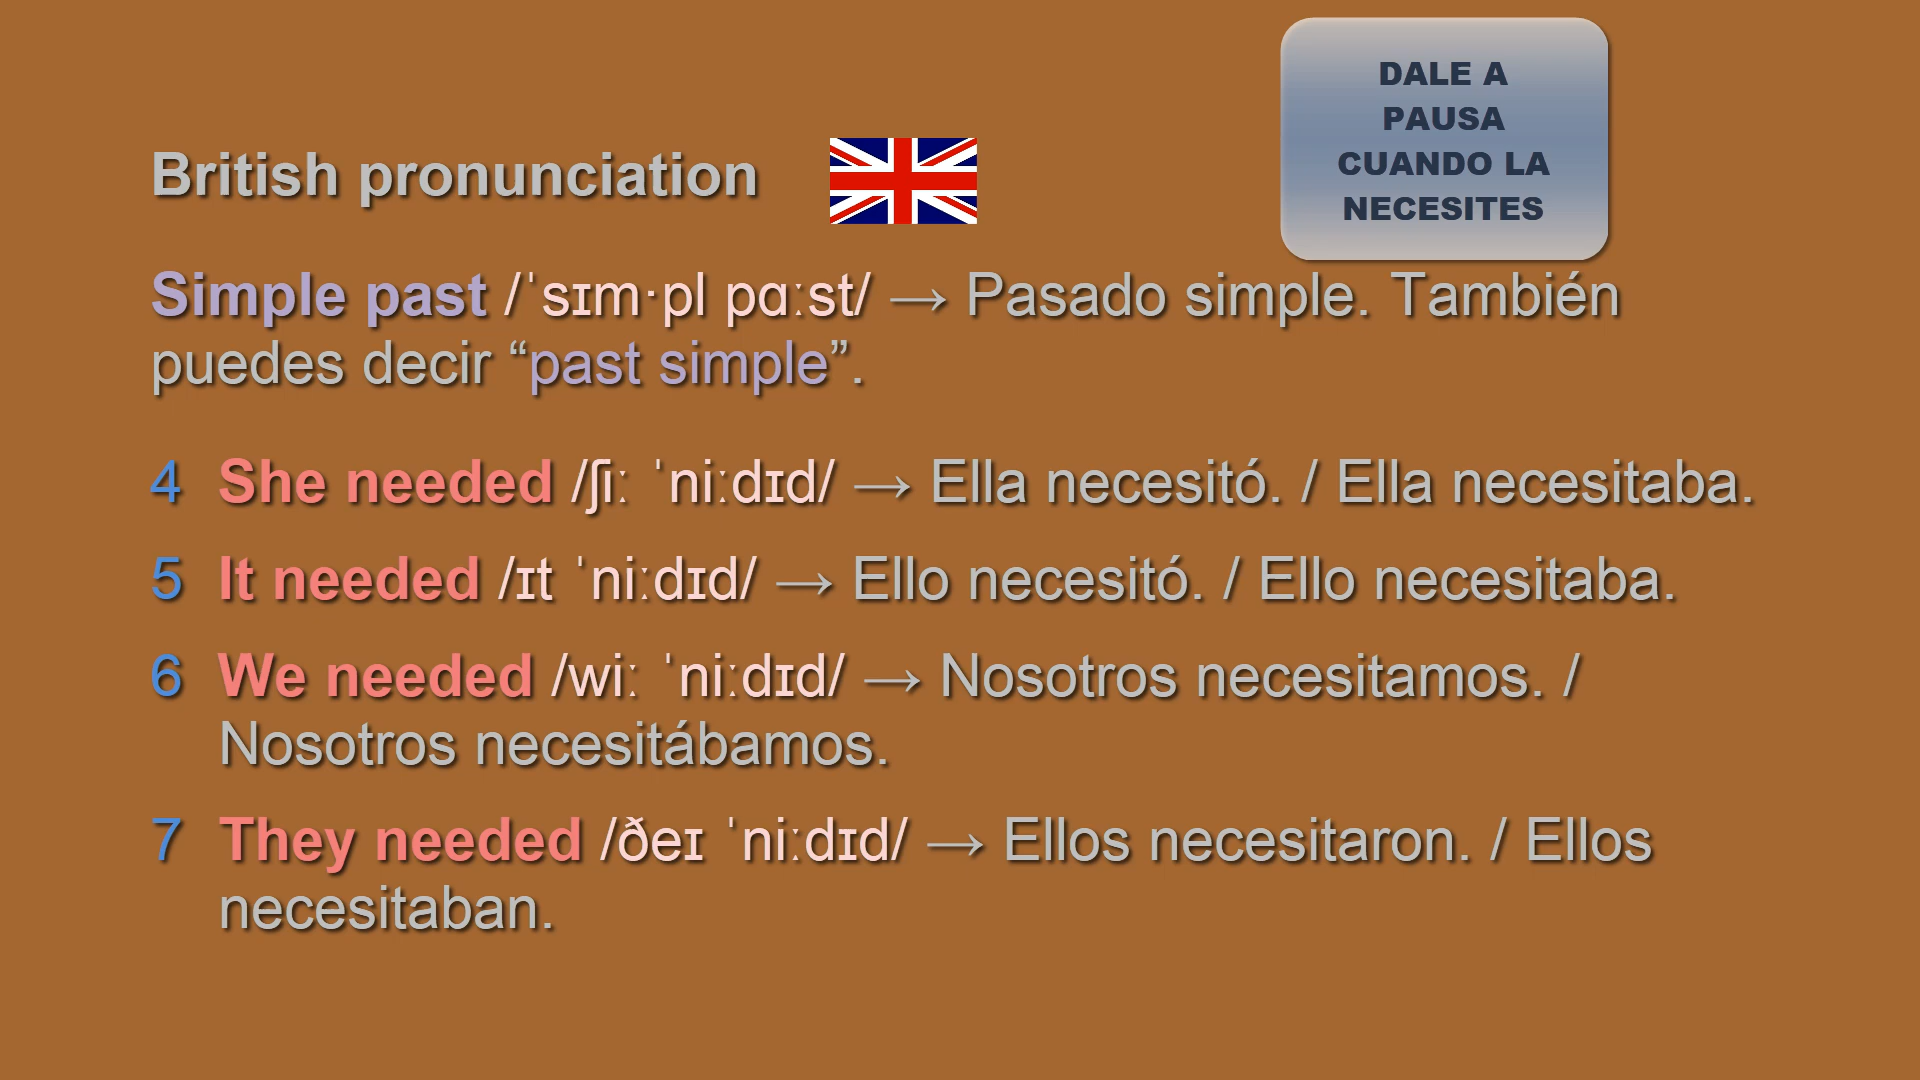 DALE A
PAUSA
CUANDO LA
NECESITES
British pronunciation
Simple past /ˈsɪm·pl pɑːst/ → Pasado simple. También
puedes decir “past simple”.
4 She needed /ʃiː ˈniːdɪd/ → Ella necesitó. / Ella necesitaba.
5 It needed /ɪt ˈniːdɪd/ → Ello necesitó. / Ello necesitaba.
6 We needed /wiː ˈniːdɪd/ → Nosotros necesitamos. /
Nosotros necesitábamos.
7 They needed /ðeɪ ˈniːdɪd/ → Ellos necesitaron. / Ellos
necesitaban.